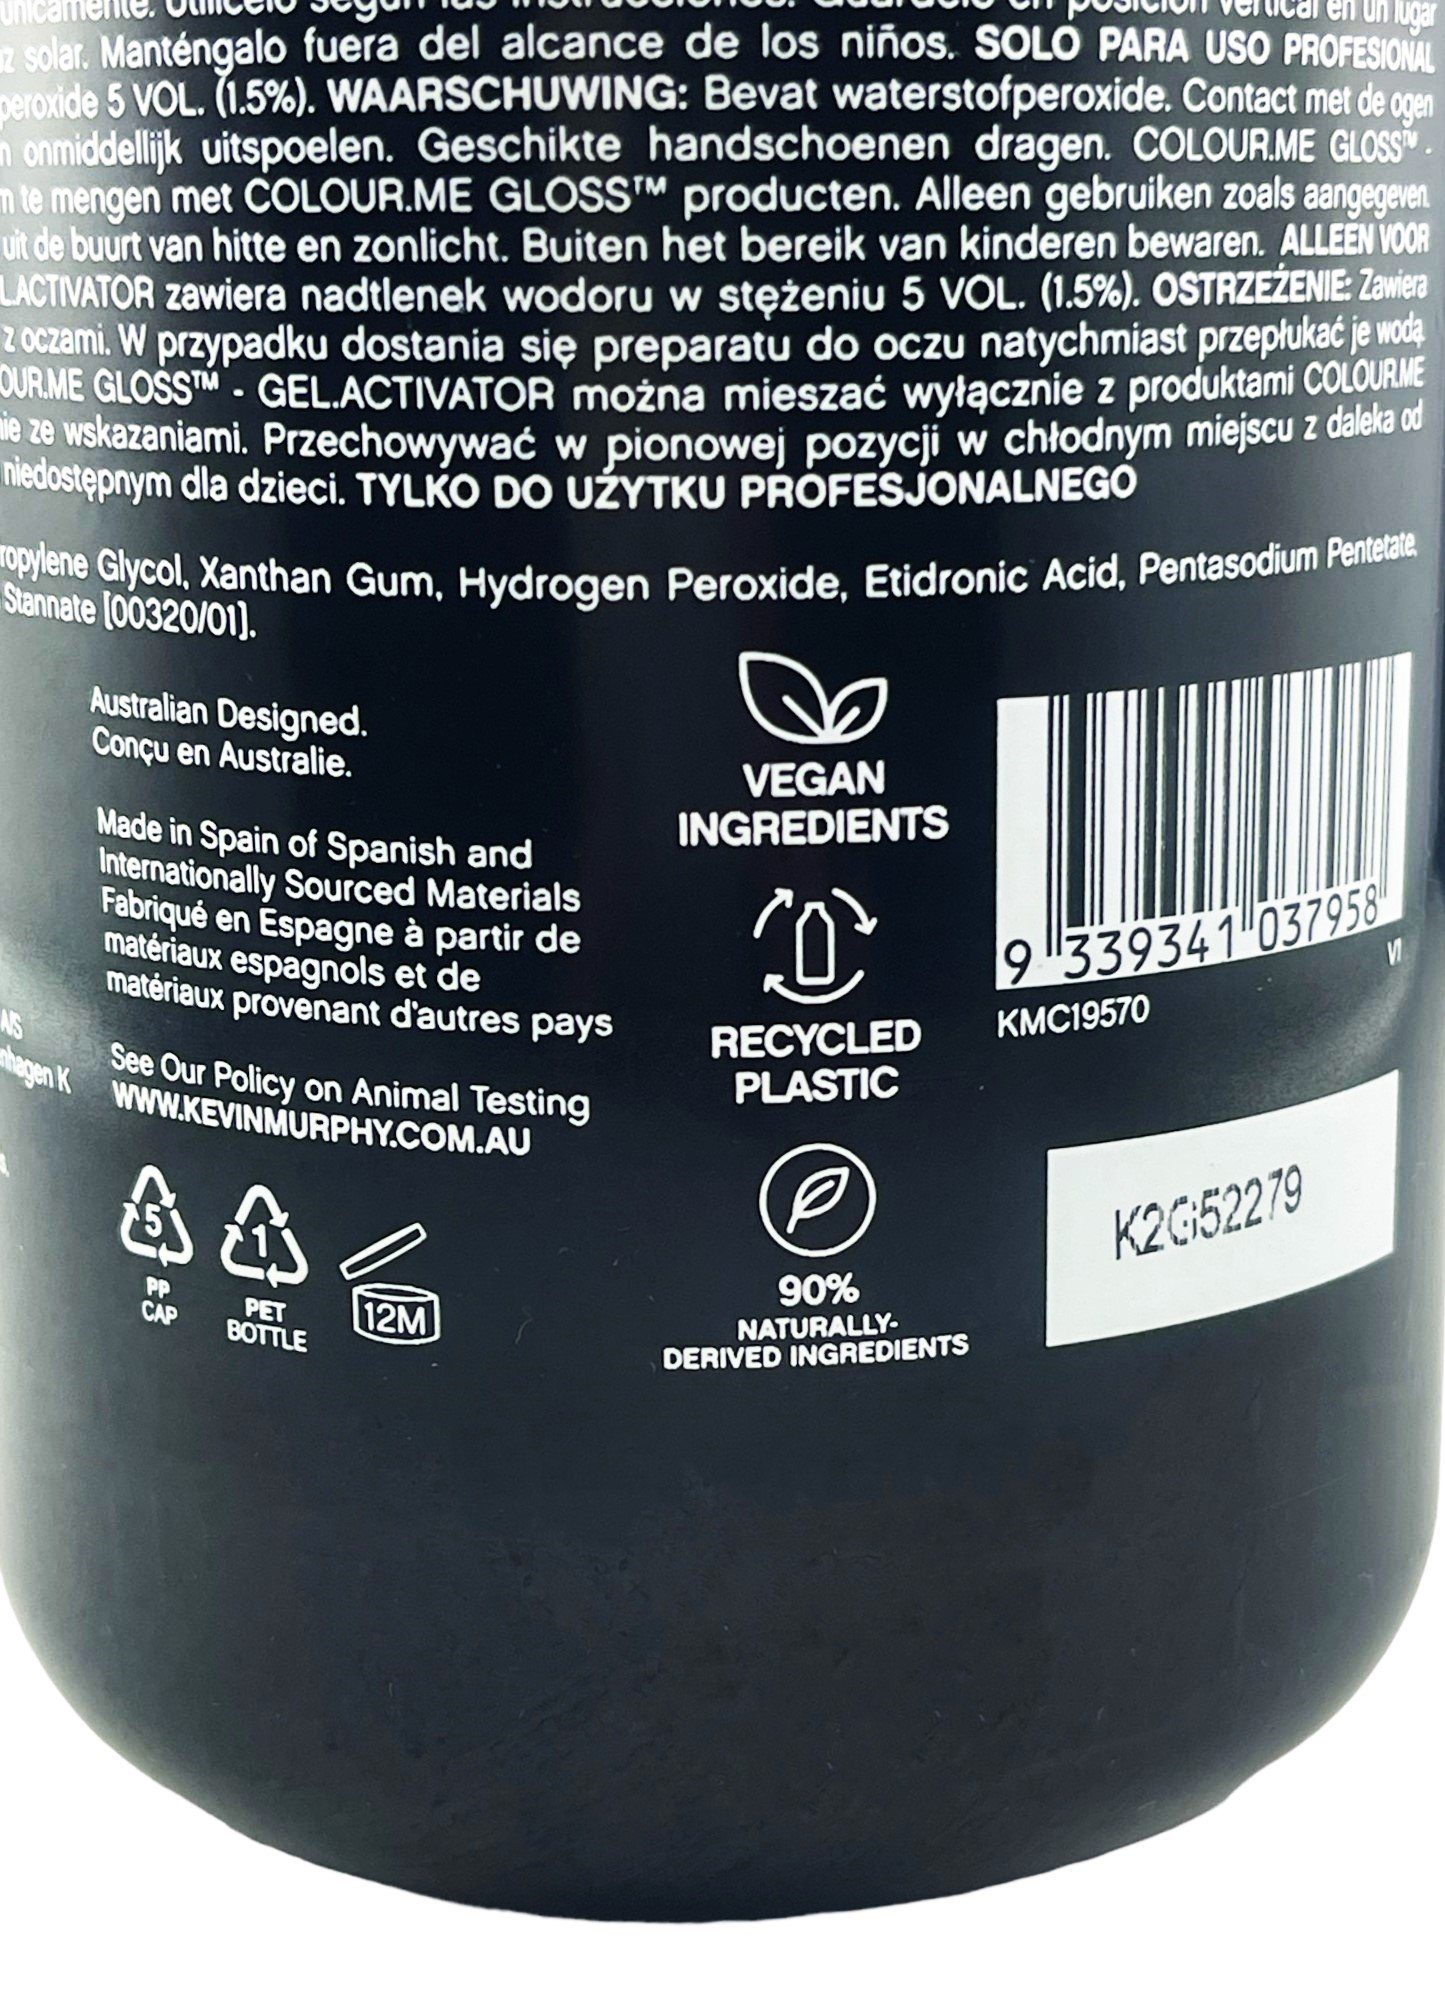 únicamente. Utilícelo según las instrucciones. Guárdelo en posición vertical en un lugar
solar. Manténgalo fuera del alcance de los niños. SOLO PARA USO PROFESIONAL
peroxide 5 VOL. (1.5%). WAARSCHUWING: Bevat waterstofperoxide. Contact met de ogen
onmiddellijk uitspoelen. Geschikte handschoenen dragen. COLOUR.ME GLOSS™ -
te mengen met COLOUR.ME GLOSS™ producten. Alleen gebruiken zoals aangegeven.
uit de buurt van hitte en zonlicht. Buiten het bereik van kinderen bewaren. ALLEEN VOOR
L.ACTIVATOR zawiera nadtlenek wodoru w stężeniu 5 VOL. (1.5%). OSTRZEŻENIE: Zawiera
z oczami. W przypadku dostania się preparatu do oczu natychmiast przepłukać je wodą.
OUR.ME GLOSS™ - GEL.ACTIVATOR można mieszać wyłącznie z produktami COLOUR.ME
ie ze wskazaniami. Przechowywać w pionowej pozycji w chłodnym miejscu z daleka od
niedostępnym dla dzieci. TYLKO DO UŻYTKU PROFESJONALNEGO
ropylene Glycol, Xanthan Gum, Hydrogen Peroxide, Etidronic Acid, Pentasodium Pentetate,
Stannate [00320/01].
Australian Designed.
Conçu en Australie.
Made in Spain of Spanish and
Internationally Sourced Materials
Fabriqué en Espagne à partir de
matériaux espagnols et de
matériaux provenant d'autres pays
A/S
nhagen K
See Our Policy on Animal Testing
WWW.KEVINMURPHY.COM.AU
5
PP
CAP
1
PET
BOTTLE
12M
VEGAN
INGREDIENTS
RECYCLED
PLASTIC
90%
NATURALLY-
DERIVED INGREDIENTS
9 339341 037958
V1
KMC19570
K2G52279